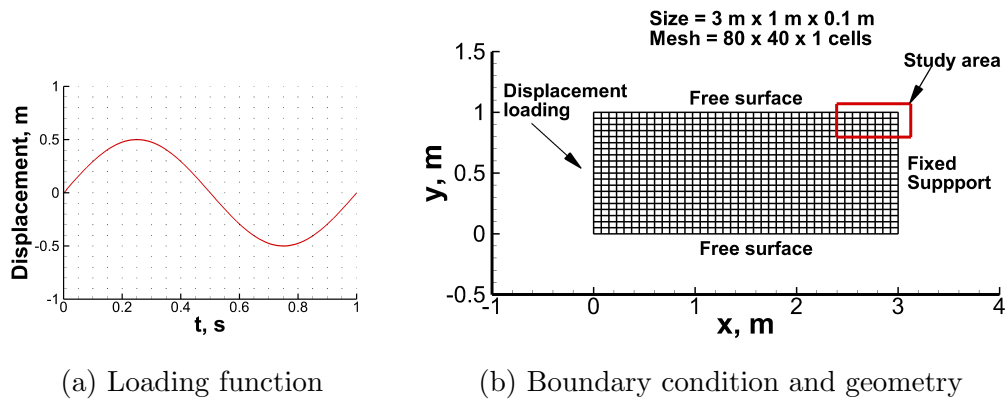 1
0.5
0
-0.5
-1
Displacement, m
0 0.2 0.4 0.6 0.8 1
t, s
(a) Loading function
Size = 3 m x 1 m x 0.1 m
Mesh = 80 x 40 x 1 cells
1.5
1
0.5
0
-0.5
y, m
Study area
Displacement
loading
Free surface
Fixed
Suppport
Free surface
-1 0 1 2 3 4
x, m
(b) Boundary condition and geometry